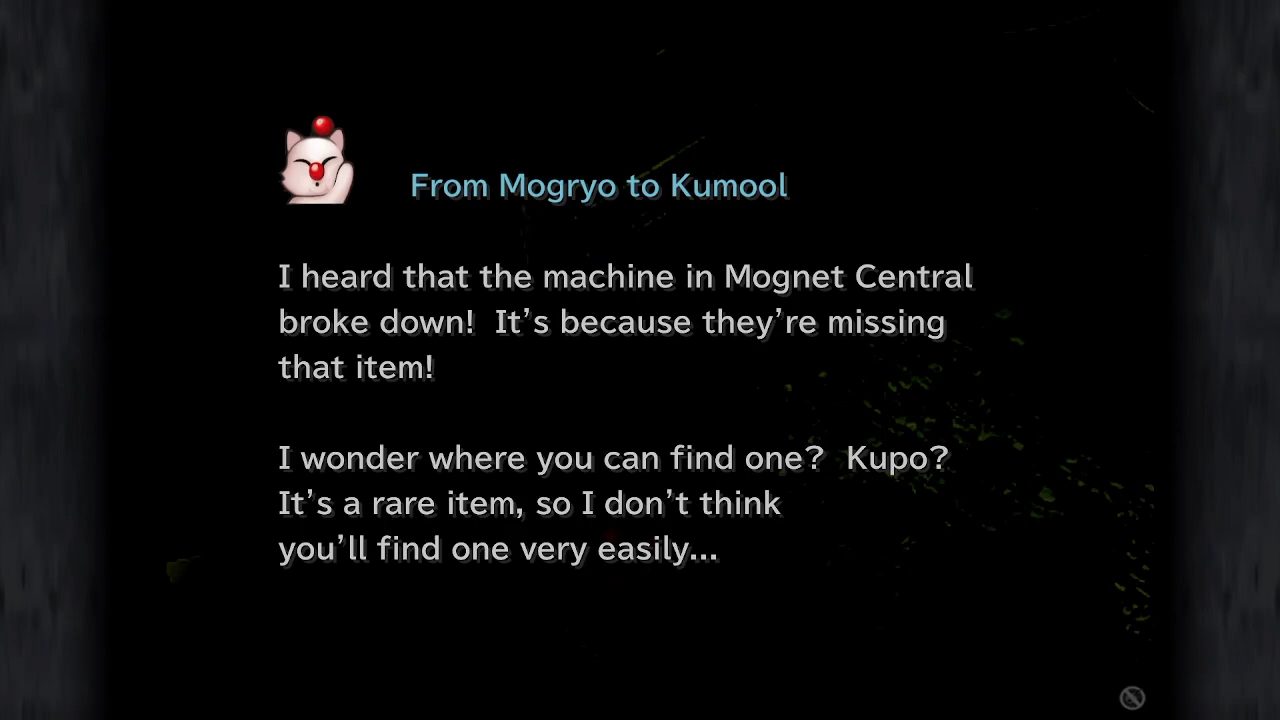 From Mogryo to Kumool
I heard that the machine in Mognet Central
broke down!  It's because they're missing
that item!
I wonder where you can find one?  Kupo?
It's a rare item, so I don't think
you'll find one very easily...